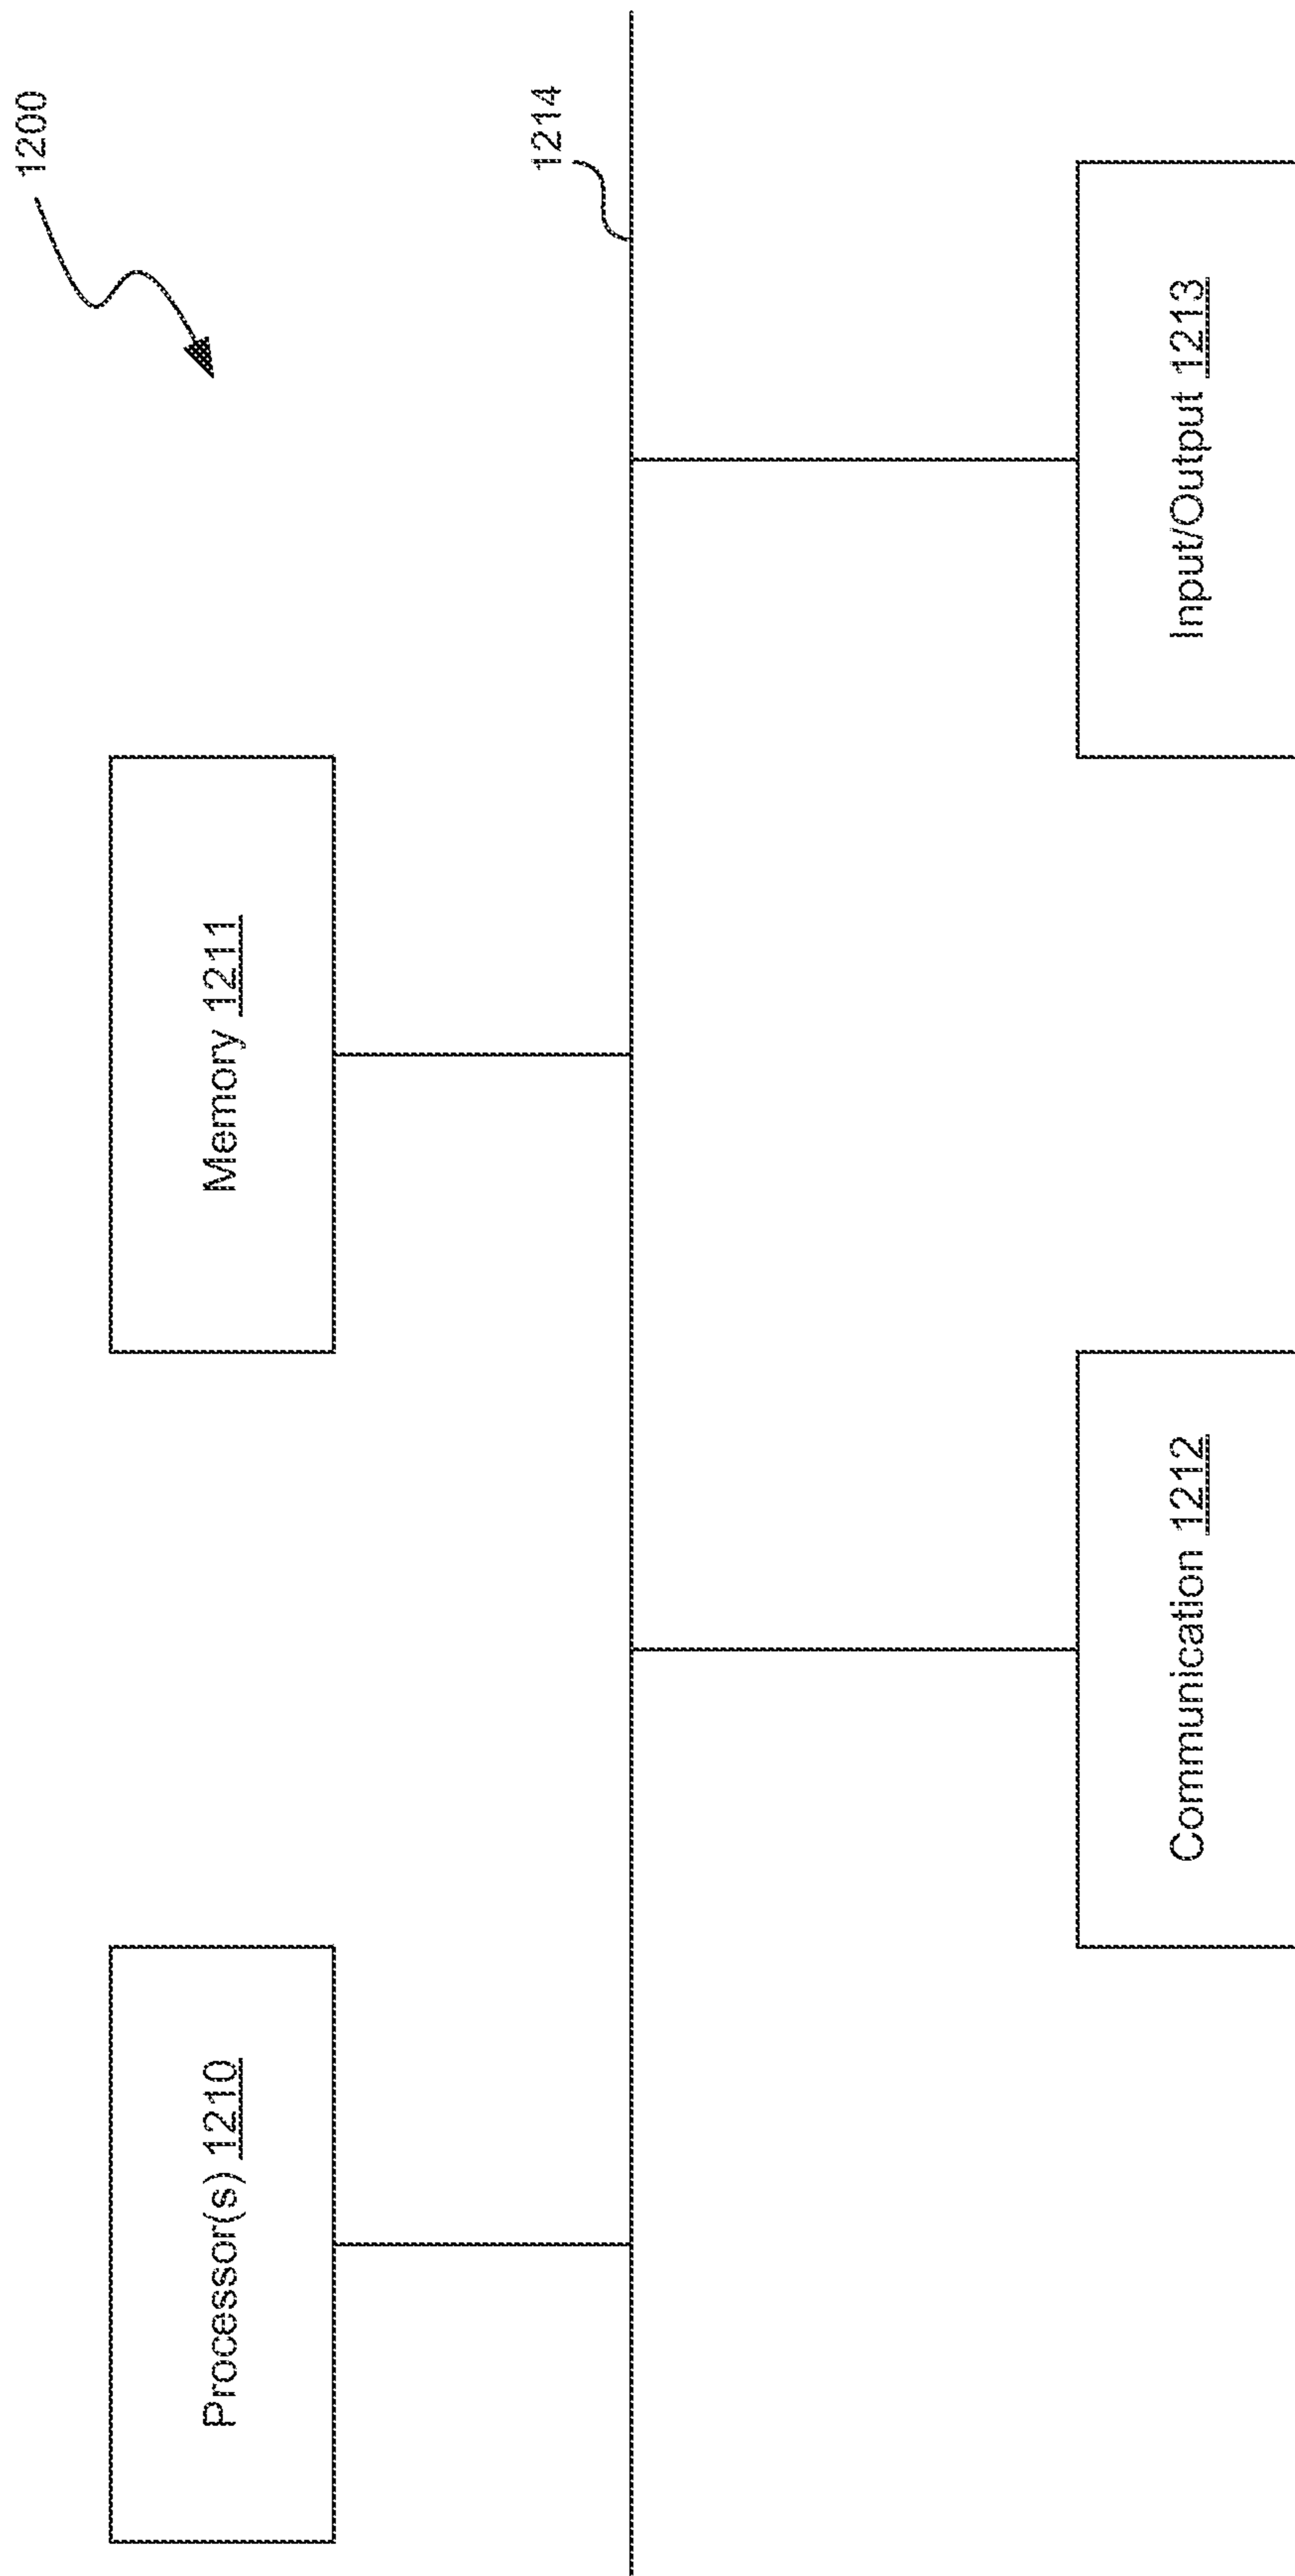 1200
Processor(s) 1210
Memory 1211
1214
Communication 1212
Input/Output 1213